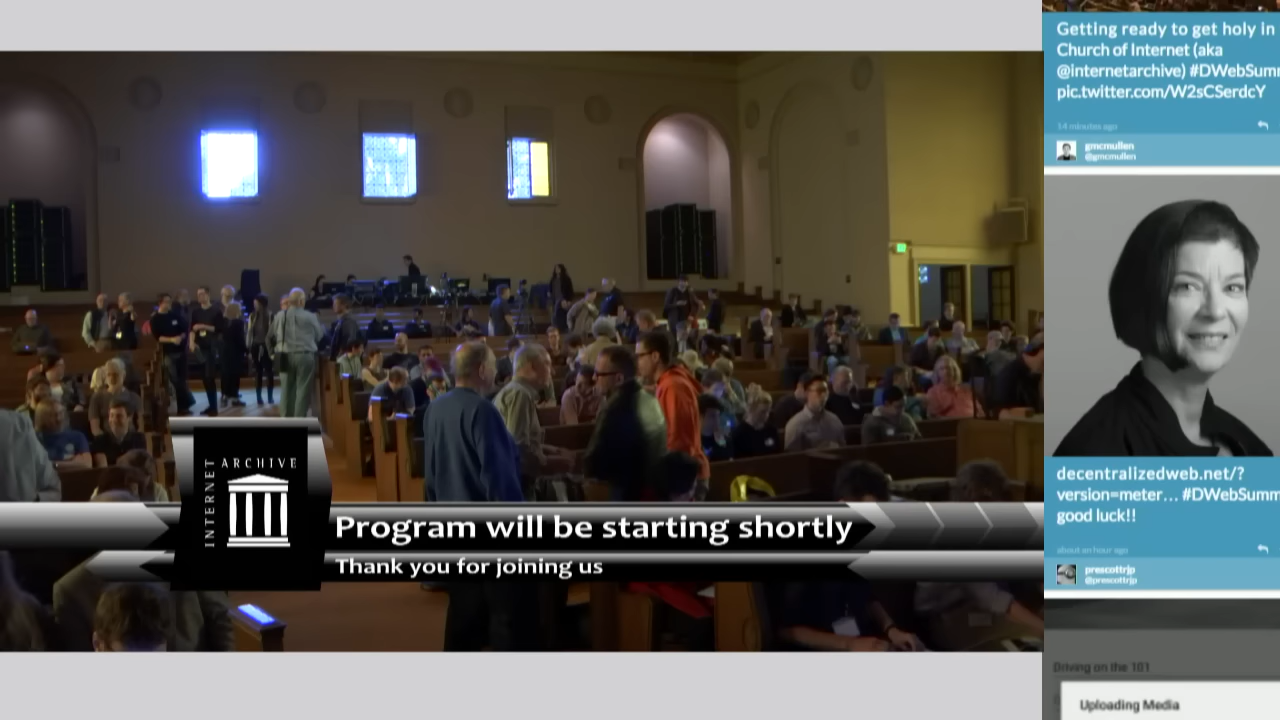 INTERNET
ARCHIVE
Program will be starting shortly
Thank you for joining us
Getting ready to get holy in
Church of Internet (aka
@internetarchive) #DWebSumm
pic.twitter.com/W2sCSerdcY
14 minutes ago
gmcmullen
@gmcmullen
decentralizedweb.net/?
version=meter... #DWebSumm
good luck!!
about an hour ago
prescottrjp
@prescottrjp
Driving on the 101
Uploading Media